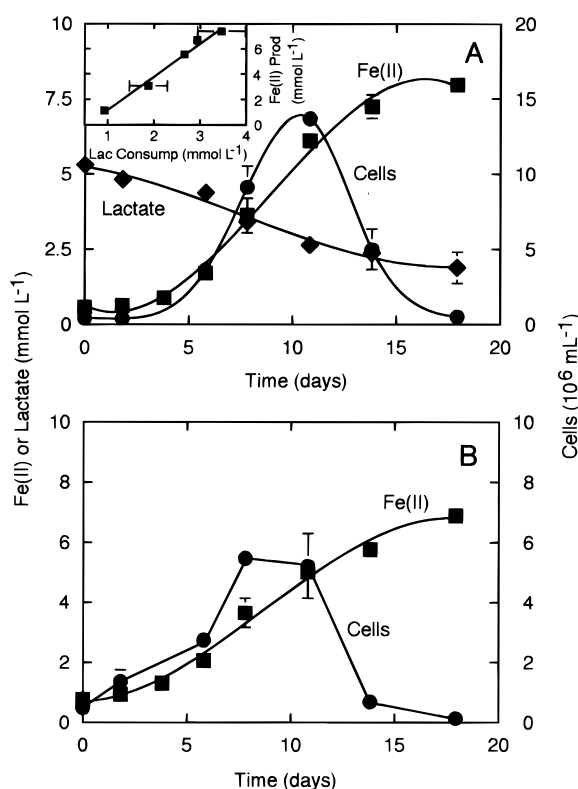 10
7.5
5
2.5
0
20
15
10
5
0
0 5 10 15 20
6
4
2
0
1 2 3 4
Lac Consump (mmol L-1)
Fe(II) Prod
(mmol L-1)
A
Fe(II)
Cells
Lactate
Time (days)
Fe(II) or Lactate (mmol L-1)
Cells (10⁶ mL-1)
10
8
6
4
2
0
10
8
6
4
2
0
0 5 10 15 20
B
Fe(II)
Cells
Time (days)